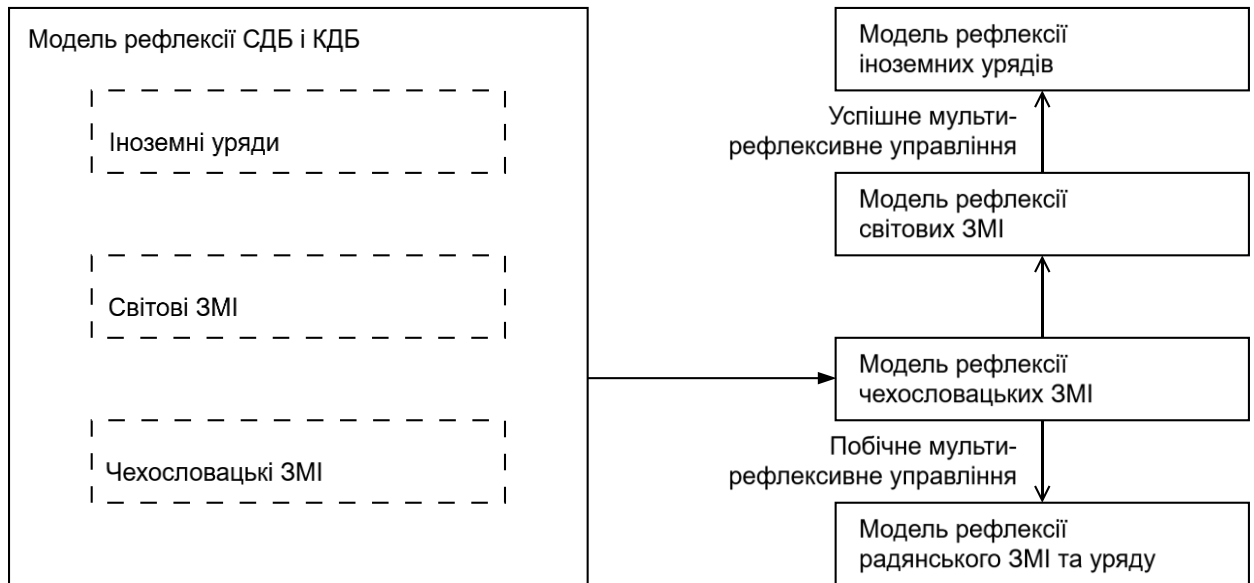 Модель рефлексії СДБ і КДБ
Іноземні уряди
Світові ЗМІ
Чехословацькі ЗМІ
Модель рефлексії
іноземних урядів
Успішне мульти-
рефлексивне управління
Модель рефлексії
світових ЗМІ
Модель рефлексії
чехословацьких ЗМІ
Побічне мульти-
рефлексивне управління
Модель рефлексії
радянського ЗМІ та уряду